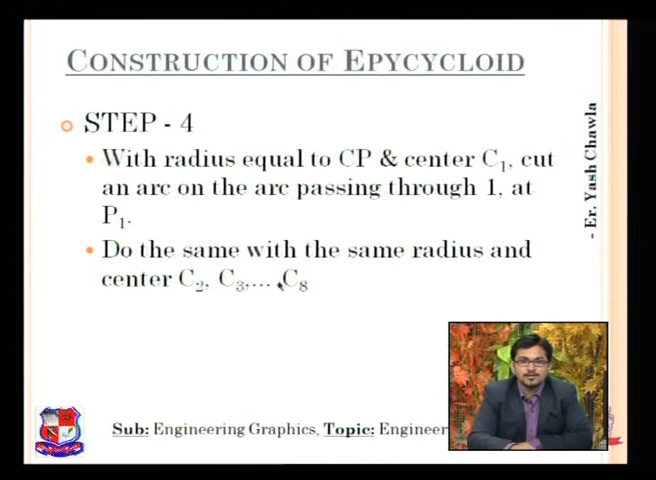 CONSTRUCTION OF EPYCYCLOID
STEP - 4
With radius equal to CP & center C1, cut
an arc on the arc passing through 1, at
P1.
Do the same with the same radius and
center C2, C3,... ,C8
- Er. Yash Chawla
Sub: Engineering Graphics, Topic: Engineer